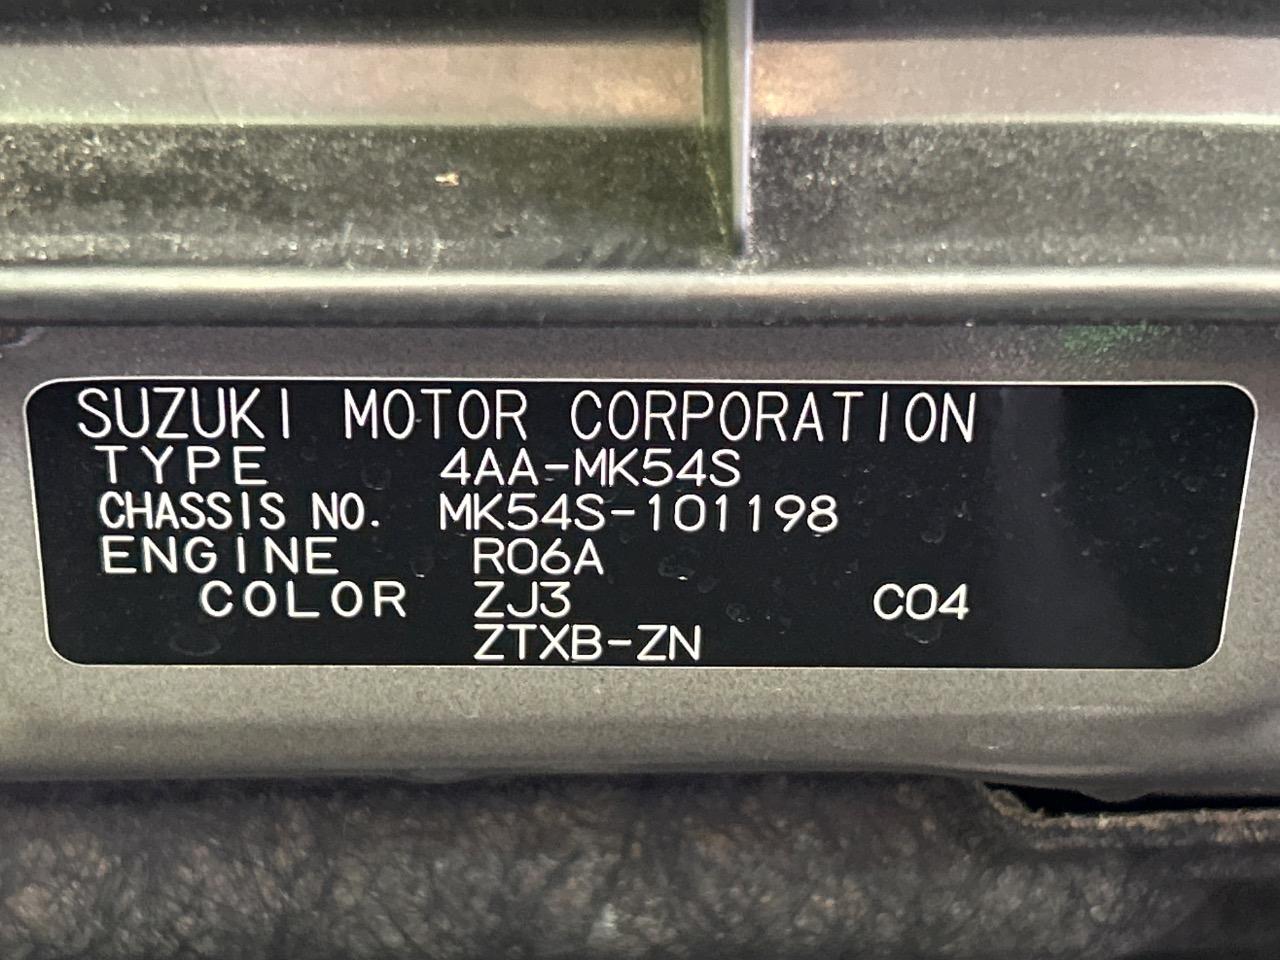 SUZUKI MOTOR CORPORATION
TYPE 4AA-MK54S
CHASSIS NO. MK54S-101198
ENGINE R06A
COLOR ZJ3 C04
ZTXB-ZN